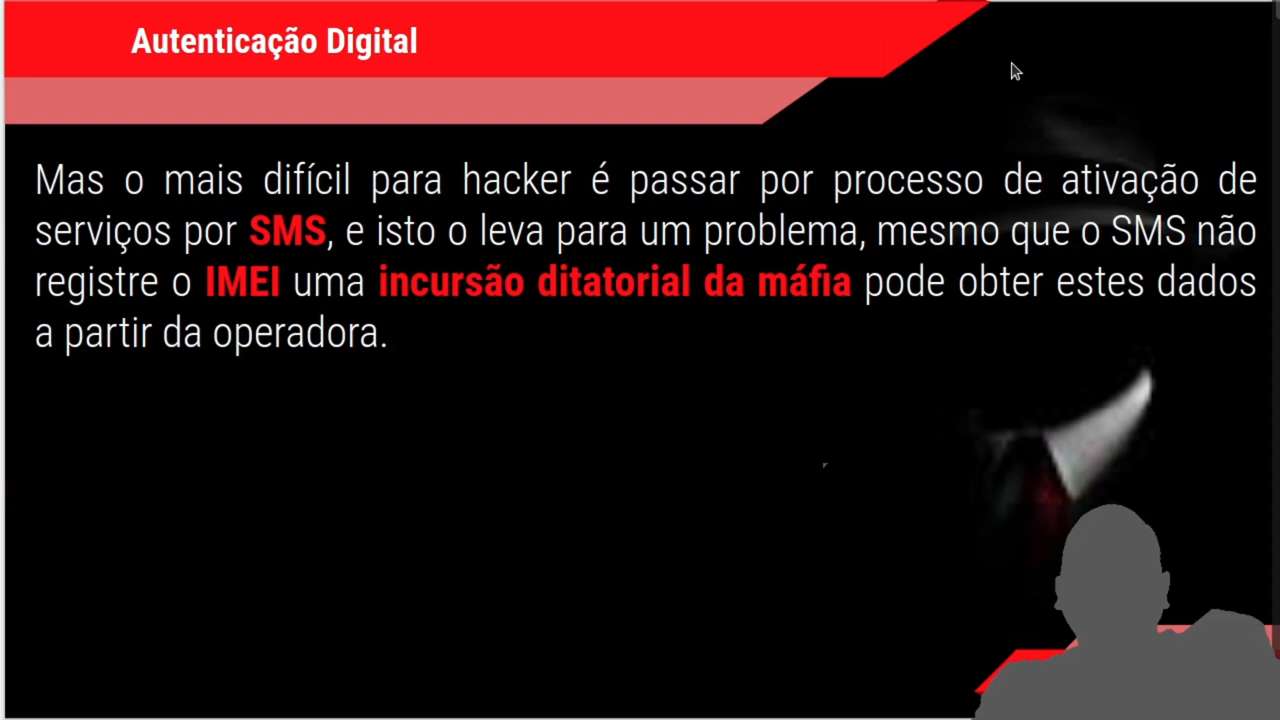 Autenticação Digital
Mas o mais difícil para hacker é passar por processo de ativação de
serviços por SMS, e isto o leva para um problema, mesmo que o SMS não
registre o IMEI uma incursão ditatorial da máfia pode obter estes dados
a partir da operadora.